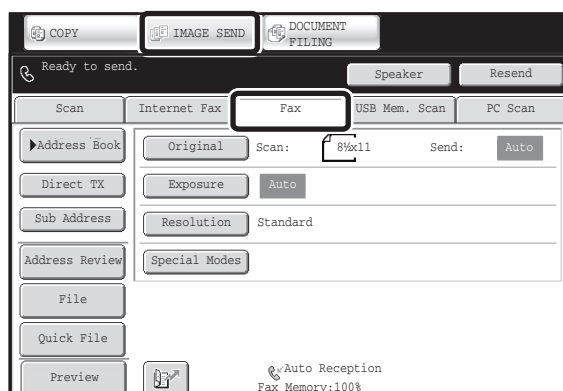 COPY
IMAGE SEND
DOCUMENT
FILING
Ready to send.
Speaker
Resend
Scan
Internet Fax
Fax
USB Mem. Scan
PC Scan
Address Book
Original
Scan:
8½x11
Send:
Auto
Direct TX
Exposure
Auto
Sub Address
Resolution
Standard
Address Review
Special Modes
File
Quick File
Preview
Auto Reception
Fax Memory:100%